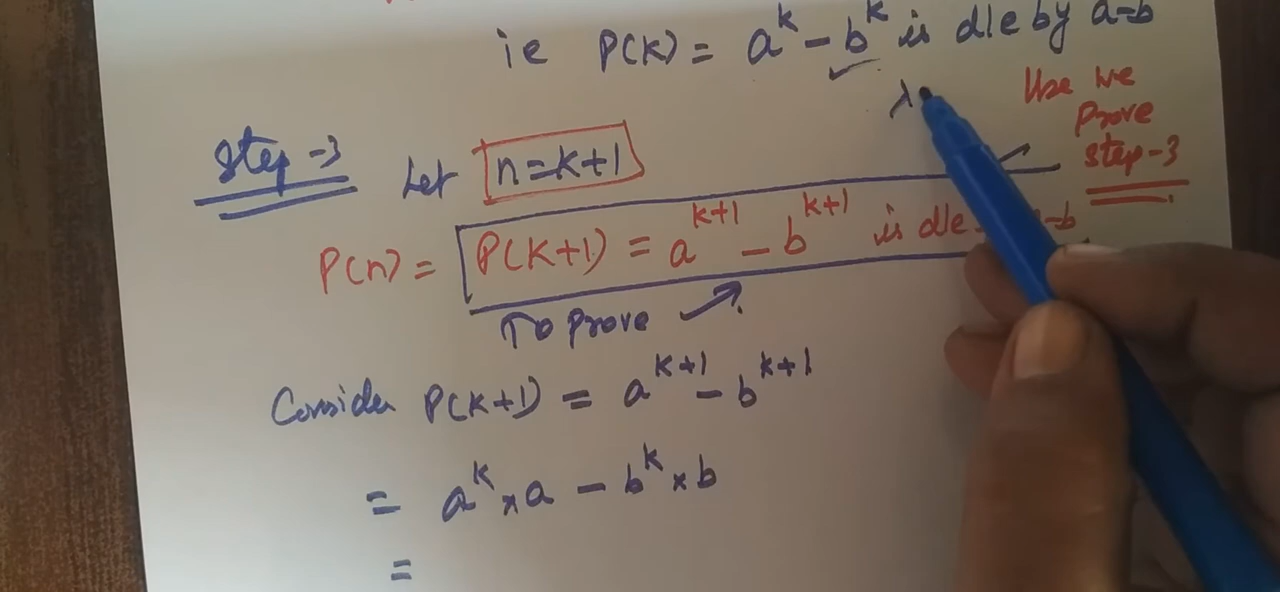 ie P(K) = a^k - b^k is dle by a-b
Use we
Prove
Step-3
Step-3 Let n=k+1
P(n) = P(K+1) = a^{k+1} - b^{k+1} is dle a-b
To Prove
Consider P(K+1) = a^{k+1} - b^{k+1}
= a^k × a - b^k × b
=